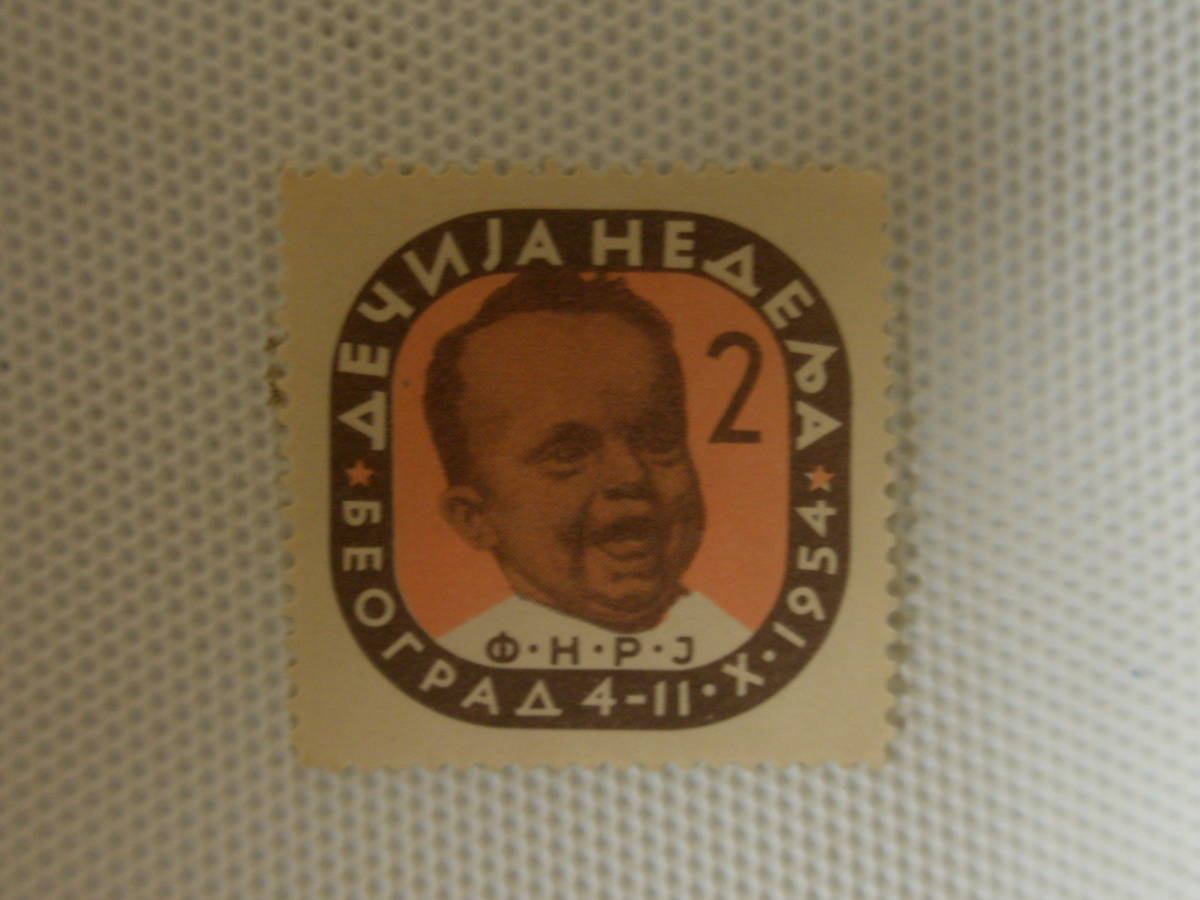 ДЕЧИЈА НЕДЕЉА
2
Ф·Н·Р·Ј
БЕОГРАД 4-11·X·1954